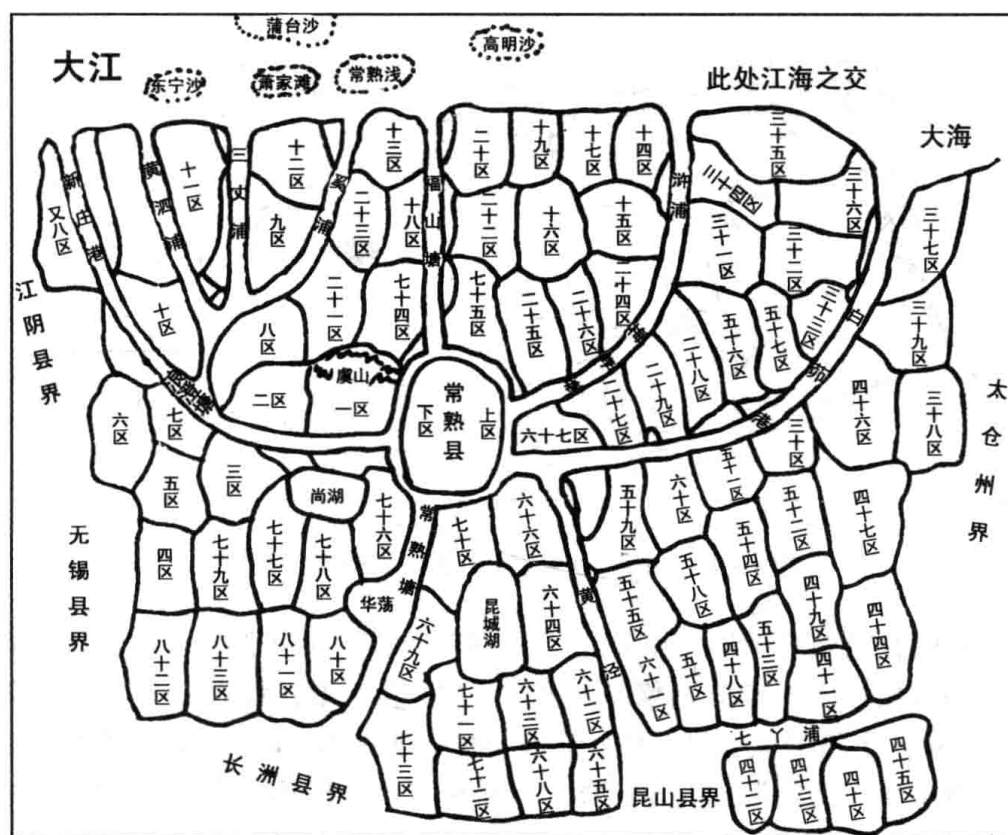 蒲台沙
高明沙
大江
东宁沙
萧家滩
常熟浅
此处江海之交
大海
新庄港
黄泗浦
三丈浦
奚浦
福山塘
浒浦
白茆港
又八区
十一区
十二区
九区
十三区
二十三区
十八区
二十区
十九区
十七区
十四区
二十二区
十六区
十五区
三十五区
三十四区
三十六区
三十一区
三十二区
三十三区
三十七区
三十九区
三十八区
江阴县界
十区
八区
二十一区
七十四区
七十五区
二十五区
二十六区
二十四区
二十七区
二十九区
二十八区
五十六区
五十七区
四十六区
太仓州界
虞山
二区
一区
常熟县
下区
上区
六十七区
六区
七区
五区
三区
尚湖
七十六区
常熟塘
七十区
六十六区
五十九区
六十区
五十一区
三十区
五十二区
四十七区
无锡县界
四区
七十九区
七十七区
七十八区
华荡
昆城湖
六十四区
黄泾
五十五区
五十八区
五十四区
四十九区
四十四区
八十二区
八十三区
八十一区
八十区
六十九区
七十一区
六十三区
六十二区
六十一区
五十区
四十八区
五十三区
四十一区
七丫浦
长洲县界
七十三区
七十二区
六十八区
六十五区
昆山县界
四十二区
四十三区
四十区
四十五区